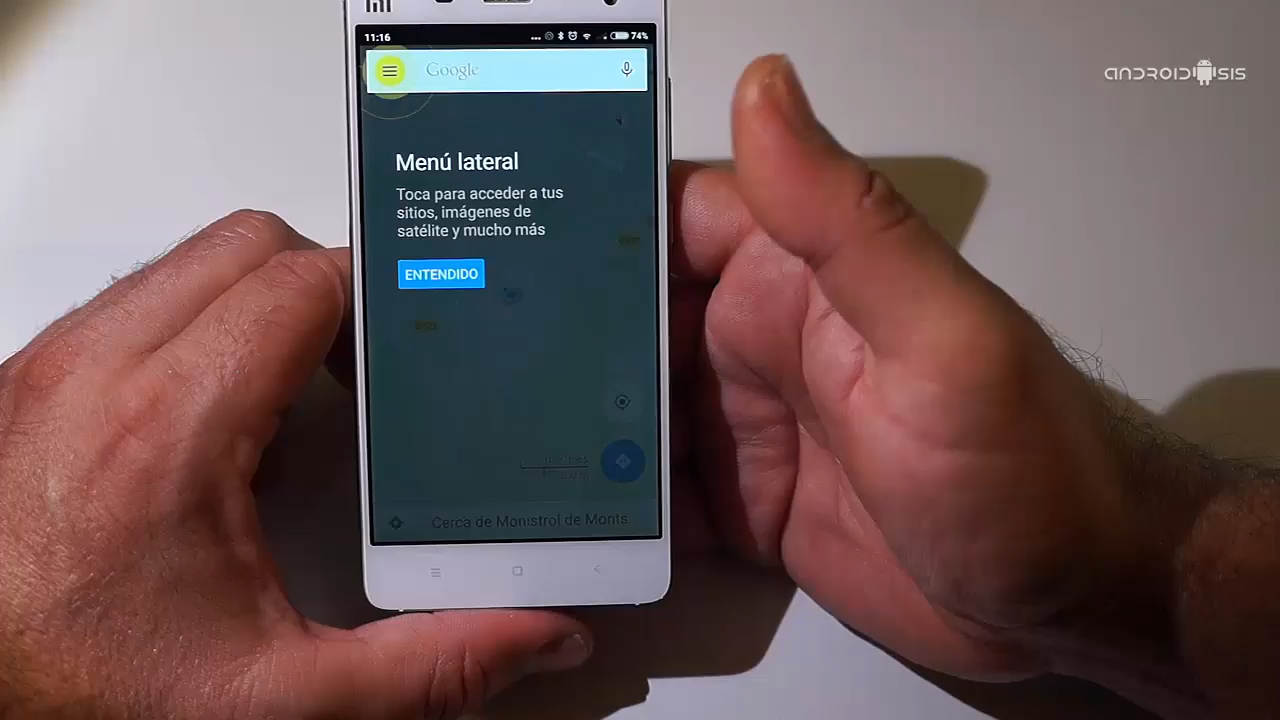 11:16
74%
Google
ANDROIDSIS
Menú lateral
Toca para acceder a tus
sitios, imágenes de
satélite y mucho más
ENTENDIDO
Cerca de Monistrol de Monts